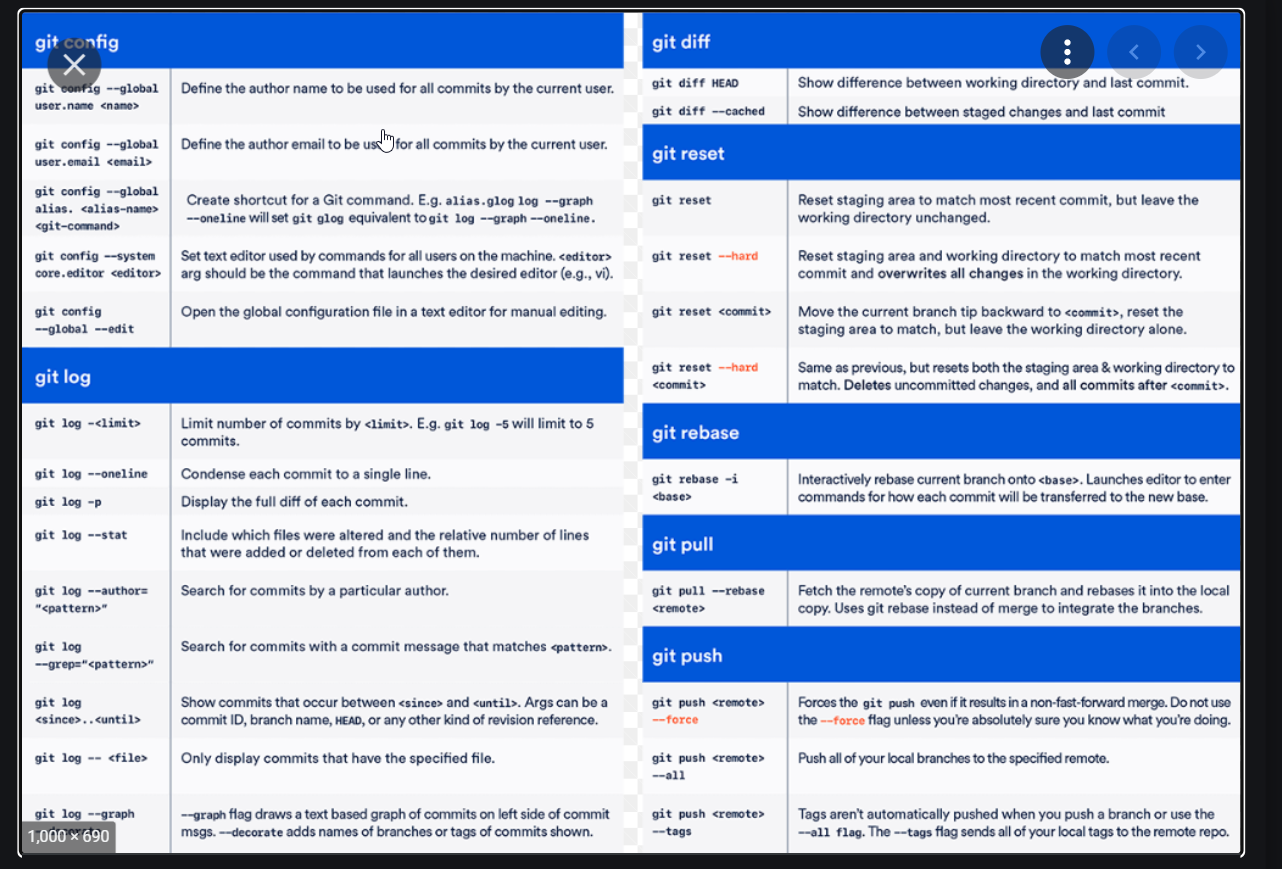 git config
git config --global
user.name <name>
Define the author name to be used for all commits by the current user.
git config --global
user.email <email>
Define the author email to be used for all commits by the current user.
git config --global
alias. <alias-name>
<git-command>
Create shortcut for a Git command. E.g. alias.glog log --graph
--oneline will set git glog equivalent to git log --graph --oneline.
git config --system
core.editor <editor>
Set text editor used by commands for all users on the machine. <editor>
arg should be the command that launches the desired editor (e.g., vi).
git config
--global --edit
Open the global configuration file in a text editor for manual editing.
git log
git log -<limit>
Limit number of commits by <limit>. E.g. git log -5 will limit to 5
commits.
git log --oneline
Condense each commit to a single line.
git log -p
Display the full diff of each commit.
git log --stat
Include which files were altered and the relative number of lines
that were added or deleted from each of them.
git log --author=
"<pattern>"
Search for commits by a particular author.
git log
--grep="<pattern>"
Search for commits with a commit message that matches <pattern>.
git log
<since>..<until>
Show commits that occur between <since> and <until>. Args can be a
commit ID, branch name, HEAD, or any other kind of revision reference.
git log -- <file>
Only display commits that have the specified file.
git log --graph
--graph flag draws a text based graph of commits on left side of commit
msgs. --decorate adds names of branches or tags of commits shown.
1,000 × 690
git diff
git diff HEAD
Show difference between working directory and last commit.
git diff --cached
Show difference between staged changes and last commit
git reset
git reset
Reset staging area to match most recent commit, but leave the
working directory unchanged.
git reset --hard
Reset staging area and working directory to match most recent
commit and overwrites all changes in the working directory.
git reset <commit>
Move the current branch tip backward to <commit>, reset the
staging area to match, but leave the working directory alone.
git reset --hard
<commit>
Same as previous, but resets both the staging area & working directory to
match. Deletes uncommitted changes, and all commits after <commit>.
git rebase
git rebase -i
<base>
Interactively rebase current branch onto <base>. Launches editor to enter
commands for how each commit will be transferred to the new base.
git pull
git pull --rebase
<remote>
Fetch the remote's copy of current branch and rebases it into the local
copy. Uses git rebase instead of merge to integrate the branches.
git push
git push <remote>
--force
Forces the git push even if it results in a non-fast-forward merge. Do not use
the --force flag unless you're absolutely sure you know what you're doing.
git push <remote>
--all
Push all of your local branches to the specified remote.
git push <remote>
--tags
Tags aren't automatically pushed when you push a branch or use the
--all flag. The --tags flag sends all of your local tags to the remote repo.